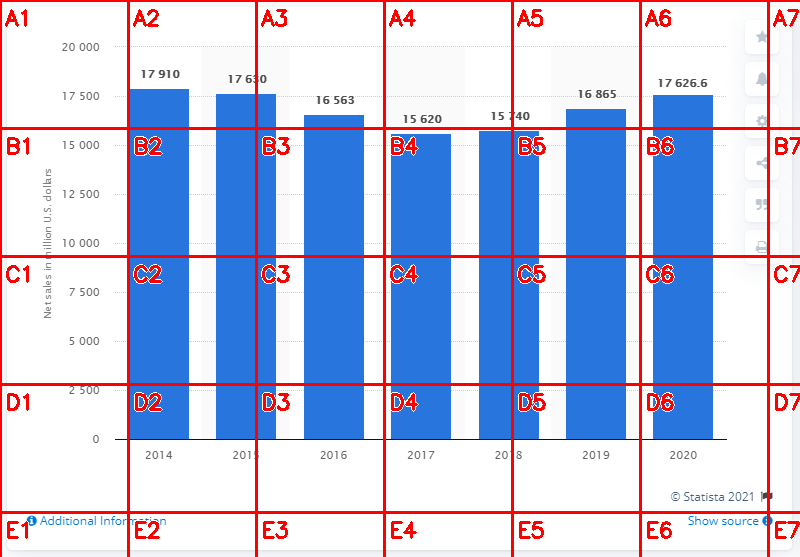 A1 A2 A3 A4 A5 A6 A7
20 000
17 910 17 630 16 563 15 620 15 740 16 865 17 626.6
17 500
B1 B2 B3 B4 B5 B6 B7
15 000
12 500
10 000
Net sales in million U.S. dollars
C1 C2 C3 C4 C5 C6 C7
7 500
5 000
2 500
D1 D2 D3 D4 D5 D6 D7
0
2014 2015 2016 2017 2018 2019 2020
© Statista 2021
Additional Information Show source
E1 E2 E3 E4 E5 E6 E7